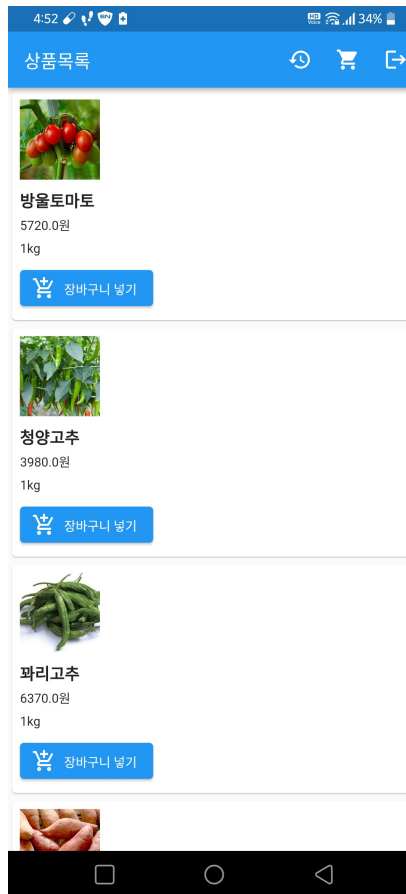 4:52
HD
Voice
34%
상품목록
방울토마토
5720.0원
1kg
장바구니 넣기
청양고추
3980.0원
1kg
장바구니 넣기
꽈리고추
6370.0원
1kg
장바구니 넣기